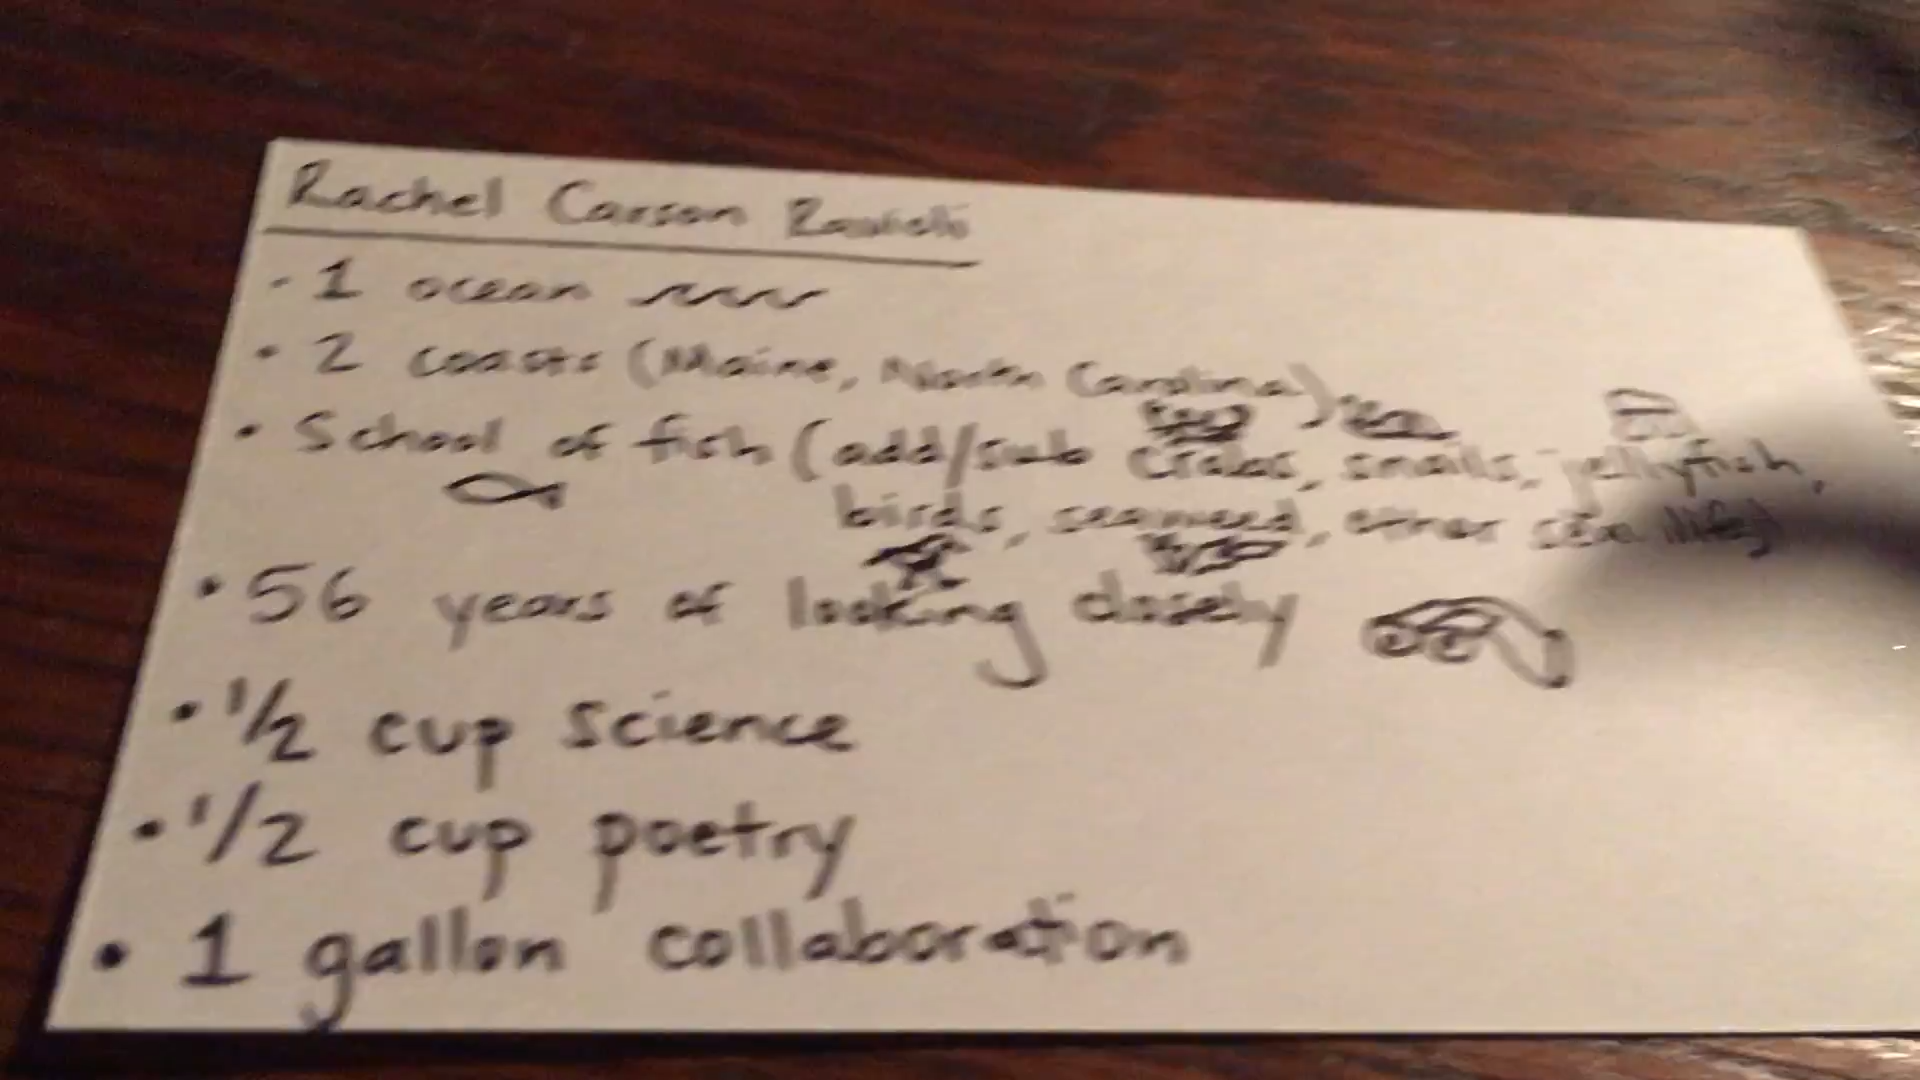 Rachel Carson Ravioli
• 1 ocean
• 2 coasts (Maine, North Carolina)
• School of fish (add/sub crabs, snails, jellyfish,
birds, seaweed, other sea life)
• 56 years of looking closely
• 1/2 cup science
• 1/2 cup poetry
• 1 gallon collaboration